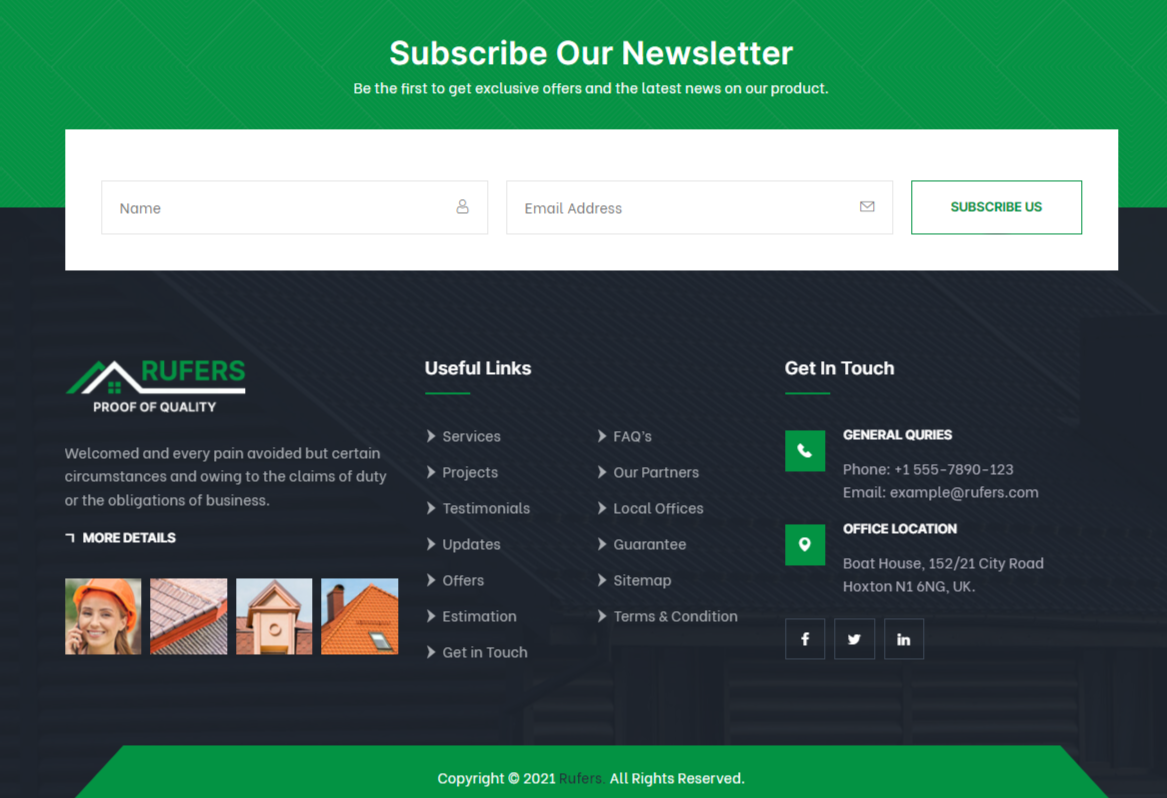 Subscribe Our Newsletter
Be the first to get exclusive offers and the latest news on our product.
Name
Email Address
SUBSCRIBE US
RUFERS
PROOF OF QUALITY
Welcomed and every pain avoided but certain
circumstances and owing to the claims of duty
or the obligations of business.
MORE DETAILS
Useful Links
Services
Projects
Testimonials
Updates
Offers
Estimation
Get in Touch
FAQ's
Our Partners
Local Offices
Guarantee
Sitemap
Terms & Condition
Get In Touch
GENERAL QURIES
Phone: +1 555-7890-123
Email: example@rufers.com
OFFICE LOCATION
Boat House, 152/21 City Road
Hoxton N1 6NG, UK.
Copyright © 2021 Rufers. All Rights Reserved.